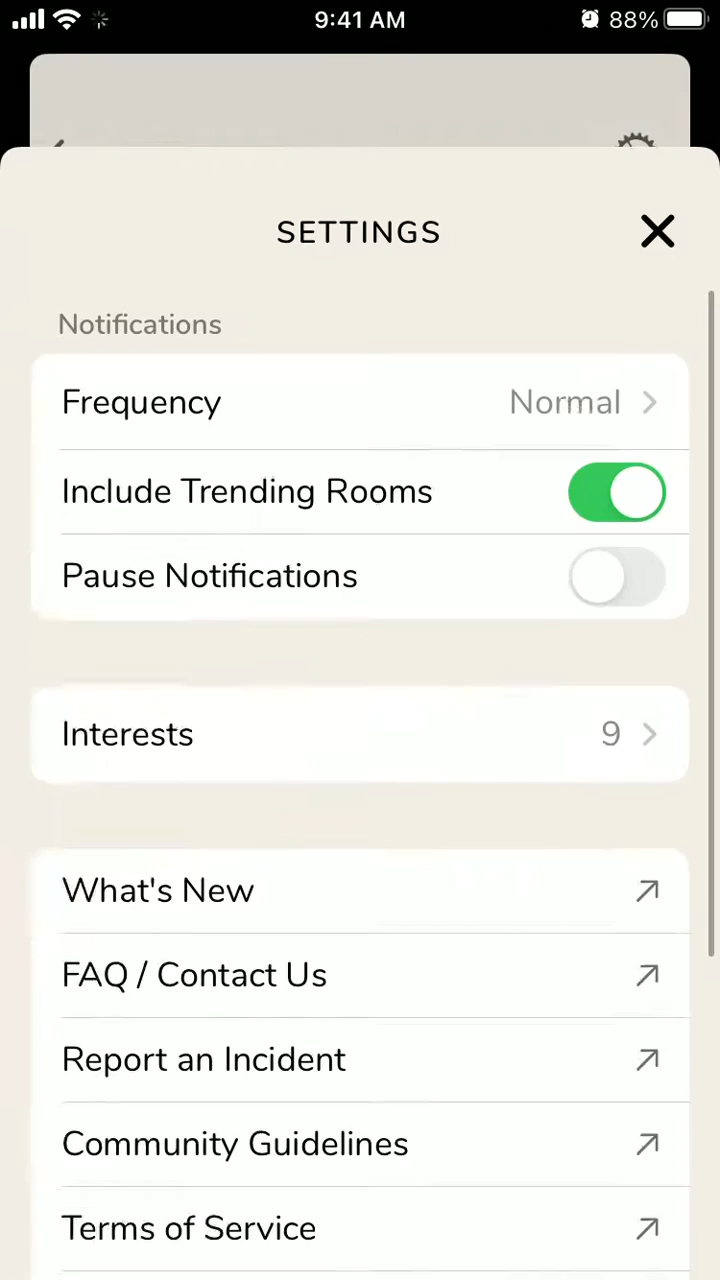 9:41 AM 88%
SETTINGS
Notifications
Frequency Normal
Include Trending Rooms
Pause Notifications
Interests 9
What's New
FAQ / Contact Us
Report an Incident
Community Guidelines
Terms of Service